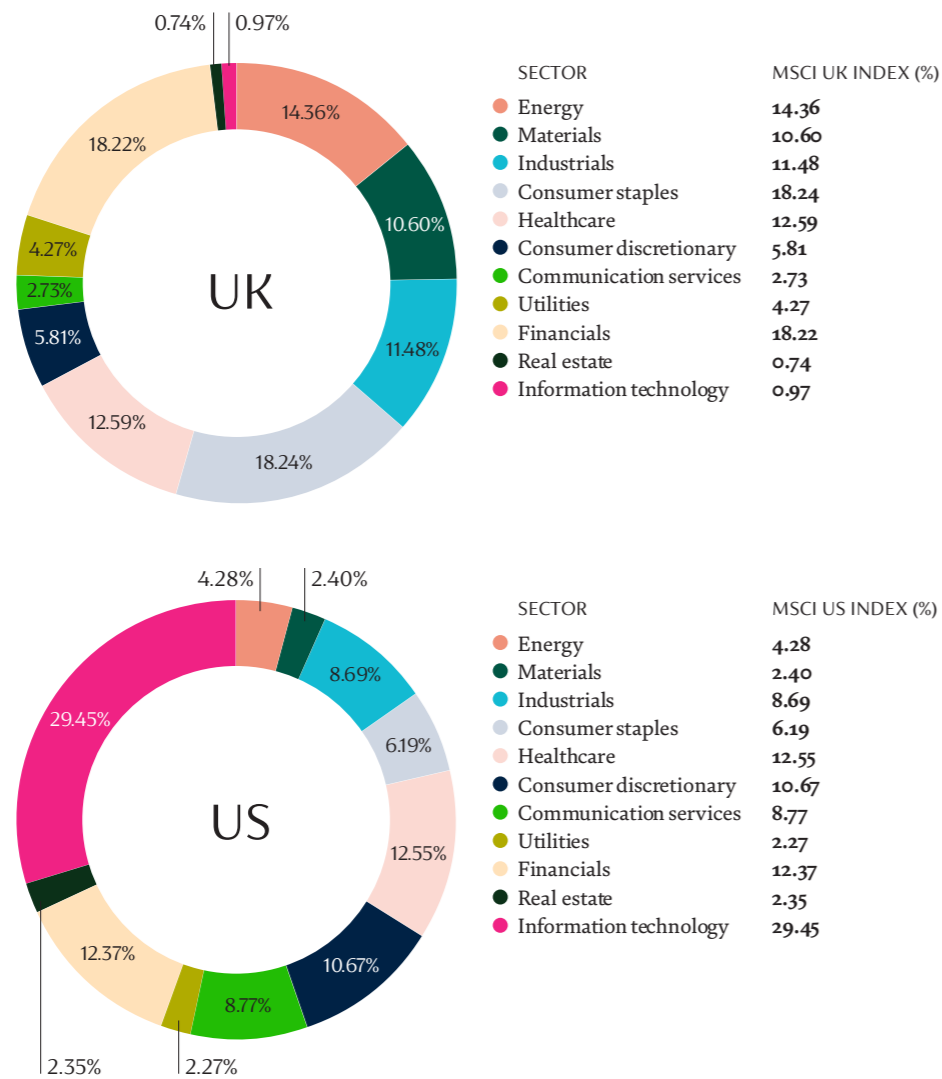 0.74% 0.97%
14.36%
10.60%
11.48%
18.24%
12.59%
5.81%
2.73%
4.27%
18.22%
UK
SECTOR MSCI UK INDEX (%)
Energy 14.36
Materials 10.60
Industrials 11.48
Consumer staples 18.24
Healthcare 12.59
Consumer discretionary 5.81
Communication services 2.73
Utilities 4.27
Financials 18.22
Real estate 0.74
Information technology 0.97
4.28% 2.40%
8.69%
6.19%
12.55%
10.67%
8.77%
2.27%
12.37%
2.35%
29.45%
US
SECTOR MSCI US INDEX (%)
Energy 4.28
Materials 2.40
Industrials 8.69
Consumer staples 6.19
Healthcare 12.55
Consumer discretionary 10.67
Communication services 8.77
Utilities 2.27
Financials 12.37
Real estate 2.35
Information technology 29.45